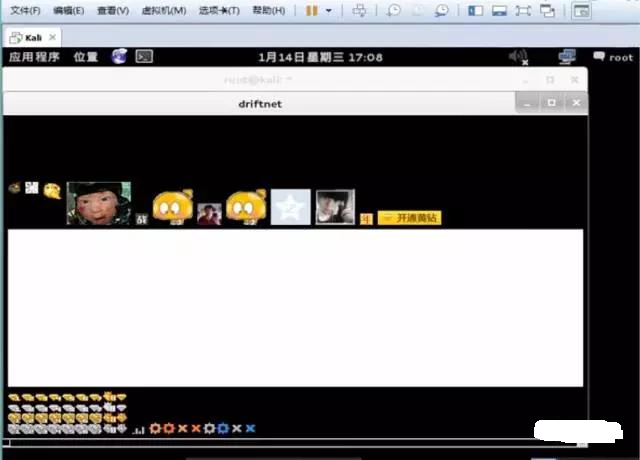 文件(F) 编辑(E) 查看(V) 虚拟机(M) 选项卡(T) 帮助(H)
Kali
应用程序 位置 1月14日星期三 17:08 root
root@kali: ~
driftnet
年 开通黄钻